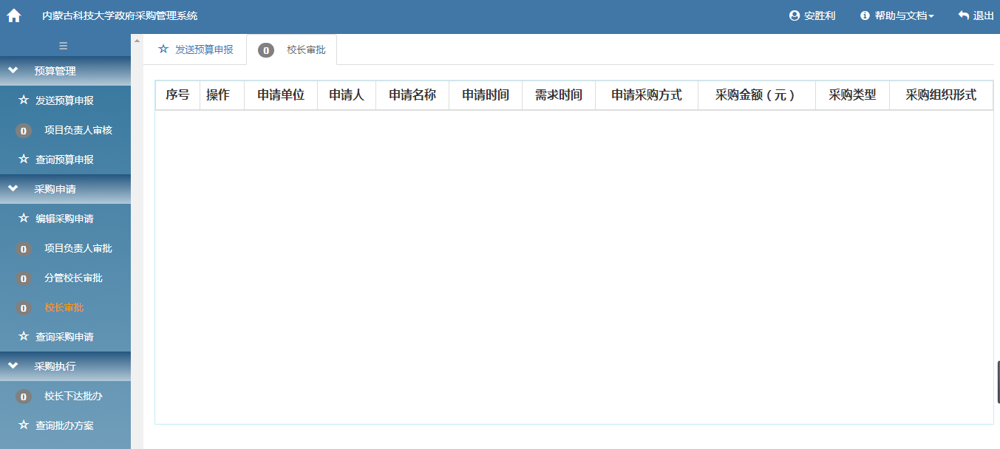 内蒙古科技大学政府采购管理系统
安胜利
帮助与文档
退出
预算管理
发送预算申报
0 项目负责人审核
查询预算申报
采购申请
编辑采购申请
0 项目负责人审批
0 分管校长审批
0 校长审批
查询采购申请
采购执行
0 校长下达批办
查询批办方案
发送预算申报
0 校长审批
序号 操作 申请单位 申请人 申请名称 申请时间 需求时间 申请采购方式 采购金额（元） 采购类型 采购组织形式